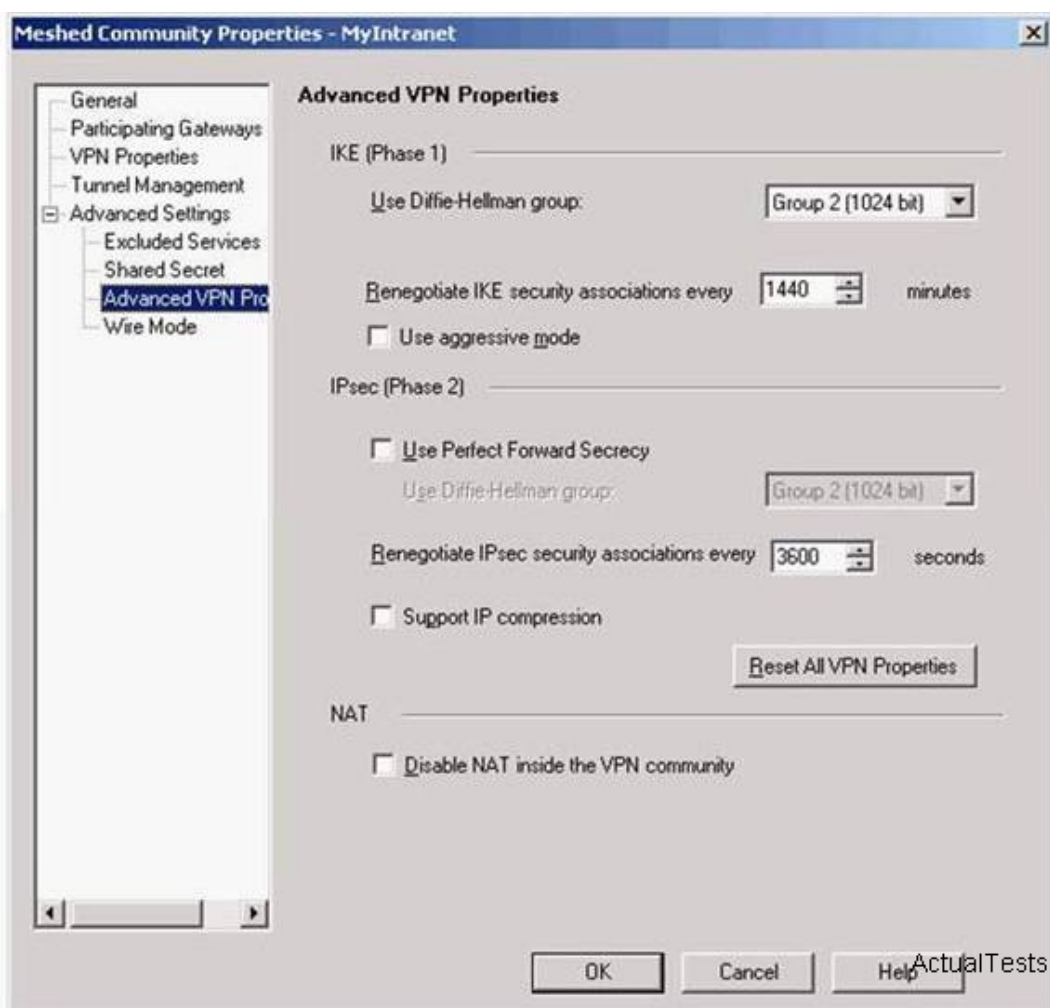 Meshed Community Properties - MyIntranet
General
Participating Gateways
VPN Properties
Tunnel Management
Advanced Settings
Excluded Services
Shared Secret
Advanced VPN Pro
Wire Mode
Advanced VPN Properties
IKE (Phase 1)
Use Diffie-Hellman group: Group 2 (1024 bit)
Renegotiate IKE security associations every 1440 minutes
Use aggressive mode
IPsec (Phase 2)
Use Perfect Forward Secrecy
Use Diffie-Hellman group: Group 2 (1024 bit)
Renegotiate IPsec security associations every 3600 seconds
Support IP compression
Reset All VPN Properties
NAT
Disable NAT inside the VPN community
OK Cancel Help
ActualTests